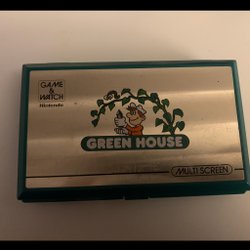 GAME
&
WATCH
Nintendo
GREEN HOUSE
MULTI SCREEN